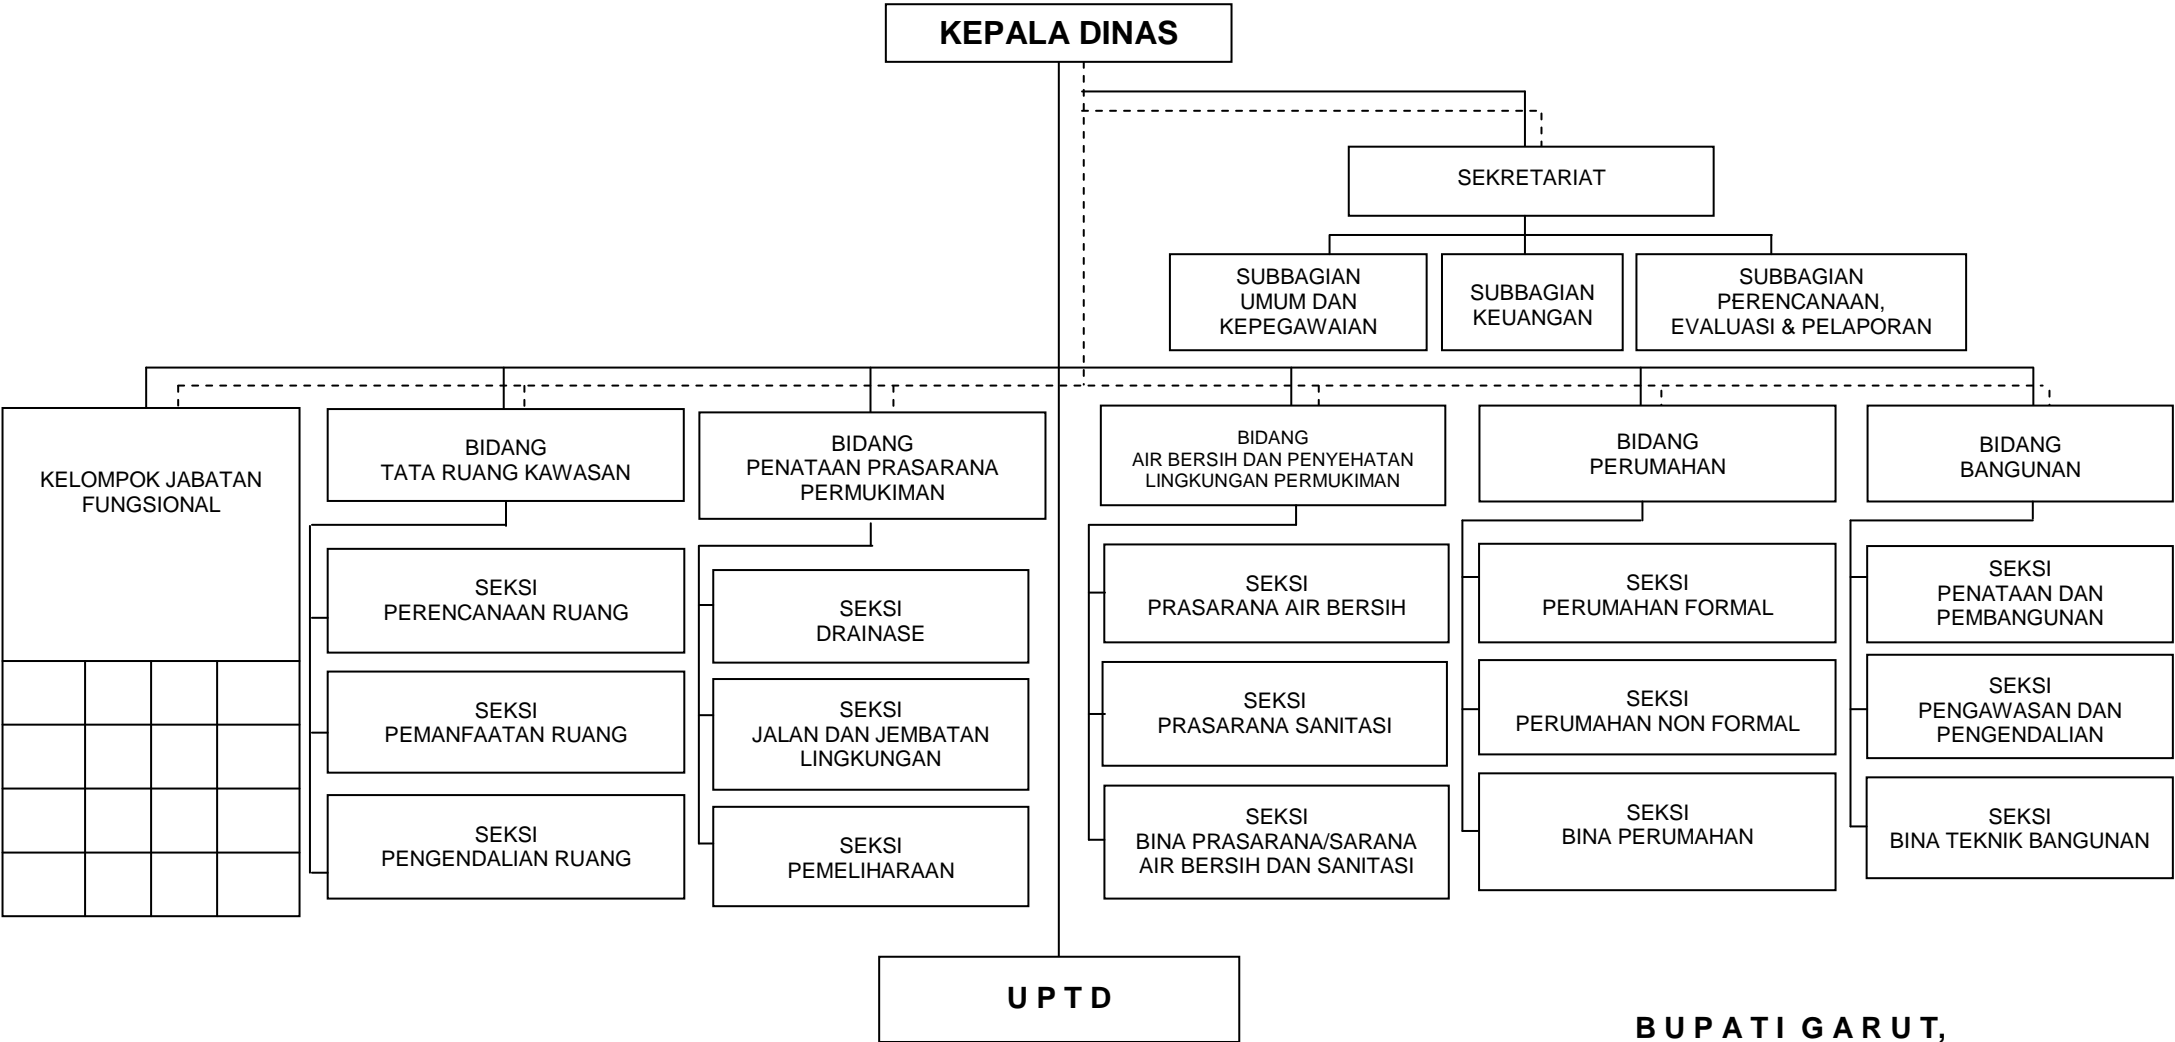 KEPALA DINAS
SEKRETARIAT
SUBBAGIAN
UMUM DAN
KEPEGAWAIAN
SUBBAGIAN
KEUANGAN
SUBBAGIAN
PERENCANAAN,
EVALUASI & PELAPORAN
KELOMPOK JABATAN
FUNGSIONAL
BIDANG
TATA RUANG KAWASAN
SEKSI
PERENCANAAN RUANG
SEKSI
PEMANFAATAN RUANG
SEKSI
PENGENDALIAN RUANG
BIDANG
PENATAAN PRASARANA
PERMUKIMAN
SEKSI
DRAINASE
SEKSI
JALAN DAN JEMBATAN
LINGKUNGAN
SEKSI
PEMELIHARAAN
BIDANG
AIR BERSIH DAN PENYEHATAN
LINGKUNGAN PERMUKIMAN
SEKSI
PRASARANA AIR BERSIH
SEKSI
PRASARANA SANITASI
SEKSI
BINA PRASARANA/SARANA
AIR BERSIH DAN SANITASI
BIDANG
PERUMAHAN
SEKSI
PERUMAHAN FORMAL
SEKSI
PERUMAHAN NON FORMAL
SEKSI
BINA PERUMAHAN
BIDANG
BANGUNAN
SEKSI
PENATAAN DAN
PEMBANGUNAN
SEKSI
PENGAWASAN DAN
PENGENDALIAN
SEKSI
BINA TEKNIK BANGUNAN
U P T D
B U P A T I  G A R U T,